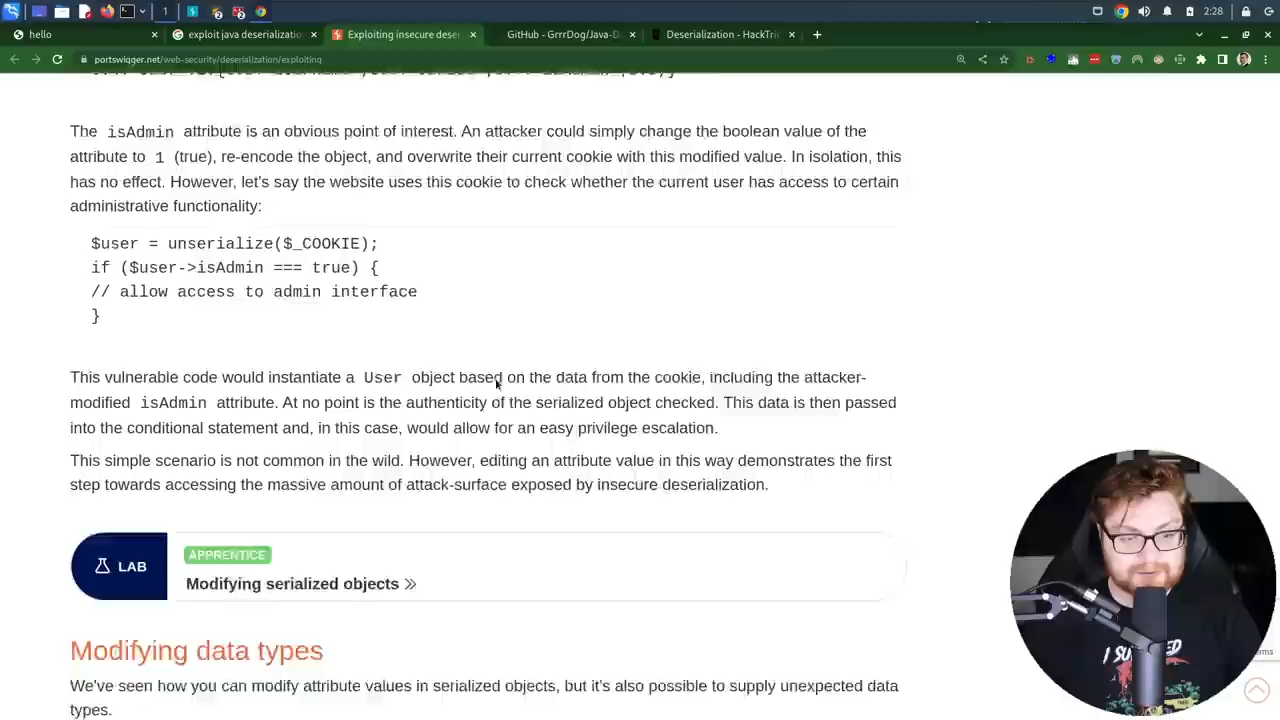 1
2:28
hello
exploit java deserializatio
Exploiting insecure deser
GitHub - GrrrDog/Java-D
Deserialization - HackTri
portswigger.net/web-security/deserialization/exploiting
The isAdmin attribute is an obvious point of interest. An attacker could simply change the boolean value of the
attribute to 1 (true), re-encode the object, and overwrite their current cookie with this modified value. In isolation, this
has no effect. However, let's say the website uses this cookie to check whether the current user has access to certain
administrative functionality:
$user = unserialize($_COOKIE);
if ($user->isAdmin === true) {
// allow access to admin interface
}
This vulnerable code would instantiate a User object based on the data from the cookie, including the attacker-
modified isAdmin attribute. At no point is the authenticity of the serialized object checked. This data is then passed
into the conditional statement and, in this case, would allow for an easy privilege escalation.
This simple scenario is not common in the wild. However, editing an attribute value in this way demonstrates the first
step towards accessing the massive amount of attack-surface exposed by insecure deserialization.
LAB
APPRENTICE
Modifying serialized objects
Modifying data types
We've seen how you can modify attribute values in serialized objects, but it's also possible to supply unexpected data
types.